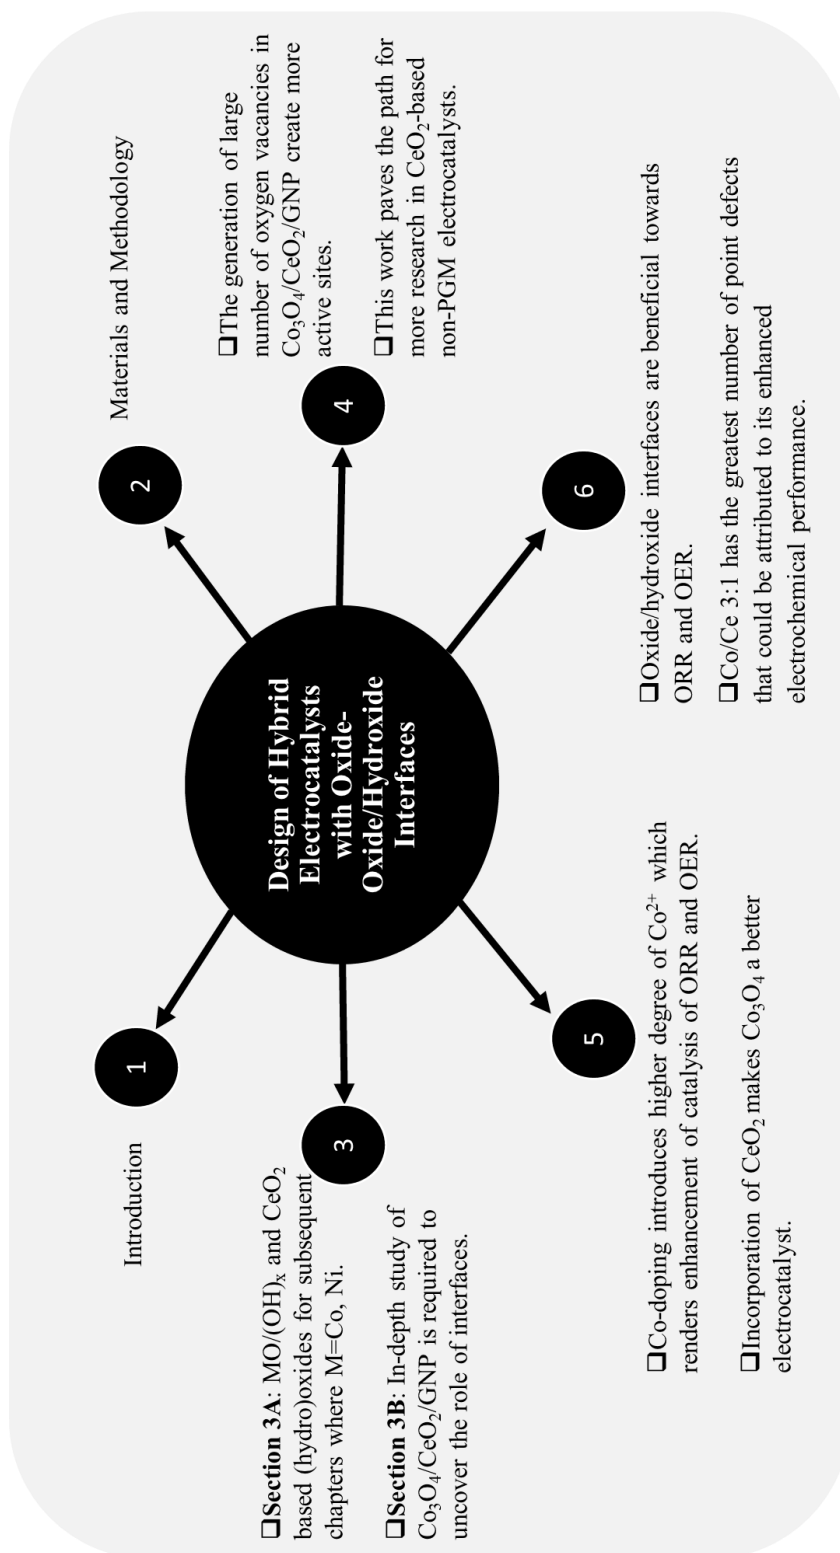 Design of Hybrid
Electrocatalysts
with Oxide-
Oxide/Hydroxide
Interfaces
1
Introduction
2
Materials and Methodology
3
❑Section 3A: MO/(OH)ₓ and CeO₂
based (hydro)oxides for subsequent
chapters where M=Co, Ni.
❑Section 3B: In-depth study of
Co₃O₄/CeO₂/GNP is required to
uncover the role of interfaces.
4
❑The generation of large
number of oxygen vacancies in
Co₃O₄/CeO₂/GNP create more
active sites.
❑This work paves the path for
more research in CeO₂-based
non-PGM electrocatalysts.
5
❑Co-doping introduces higher degree of Co²⁺ which
renders enhancement of catalysis of ORR and OER.
❑Incorporation of CeO₂ makes Co₃O₄ a better
electrocatalyst.
6
❑Oxide/hydroxide interfaces are beneficial towards
ORR and OER.
❑Co/Ce 3:1 has the greatest number of point defects
that could be attributed to its enhanced
electrochemical performance.